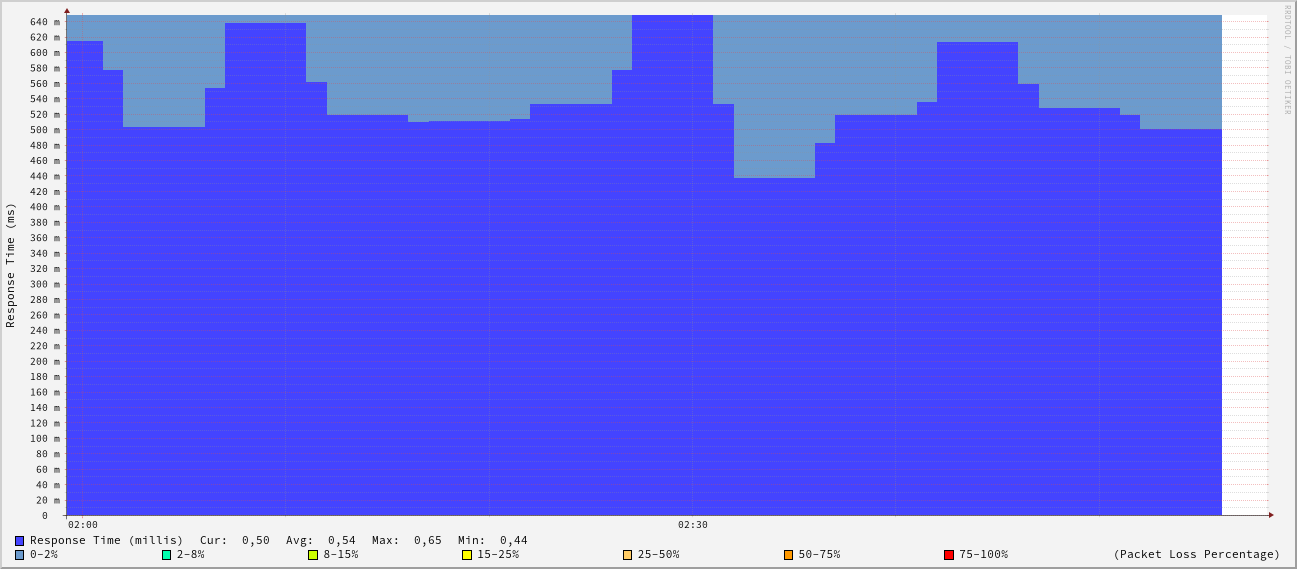 RRDTOOL / TOBI OETIKER
Response Time (ms)
640 m
620 m
600 m
580 m
560 m
540 m
520 m
500 m
480 m
460 m
440 m
420 m
400 m
380 m
360 m
340 m
320 m
300 m
280 m
260 m
240 m
220 m
200 m
180 m
160 m
140 m
120 m
100 m
80 m
60 m
40 m
20 m
0
02:00 02:30
Response Time (millis) Cur: 0,50 Avg: 0,54 Max: 0,65 Min: 0,44
0-2% 2-8% 8-15% 15-25% 25-50% 50-75% 75-100% (Packet Loss Percentage)